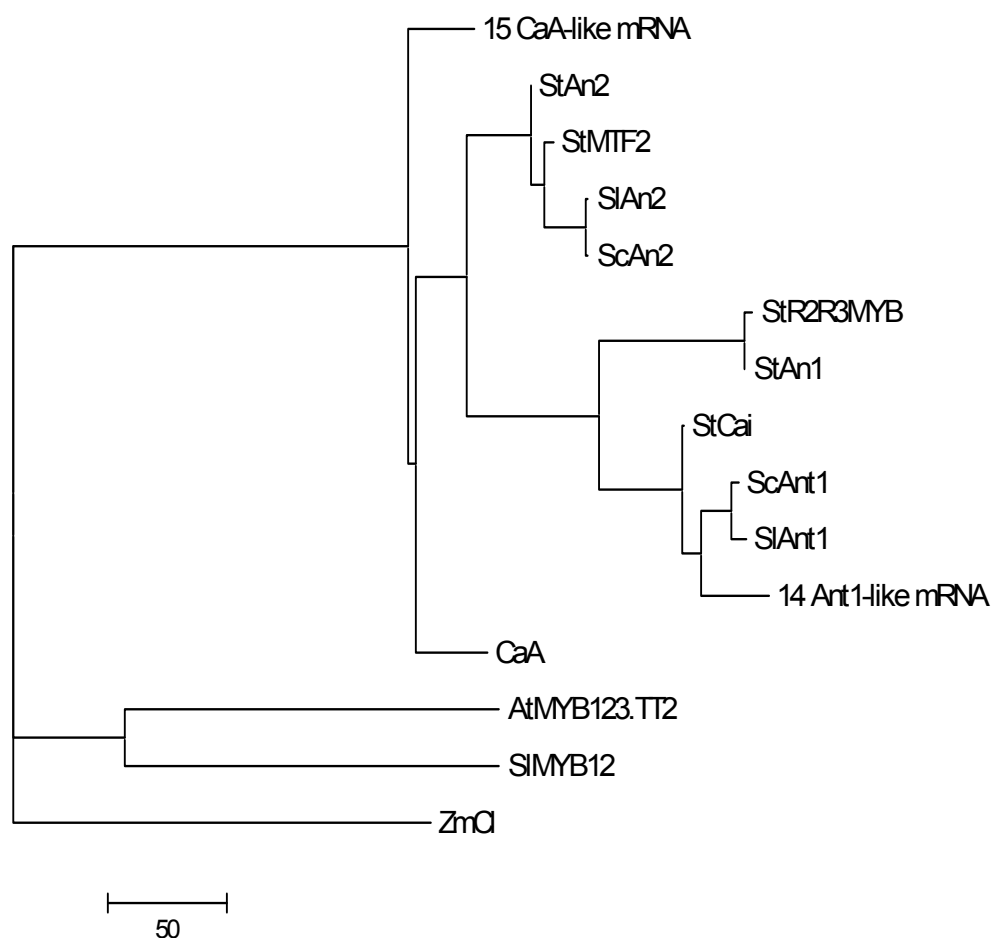 15 CaA-like mRNA
StAn2
StMTF2
SlAn2
ScAn2
StR2R3MYB
StAn1
StCai
ScAnt1
SlAnt1
14 Ant1-like mRNA
CaA
AtMYB123.TT2
SlMYB12
ZmCl
50